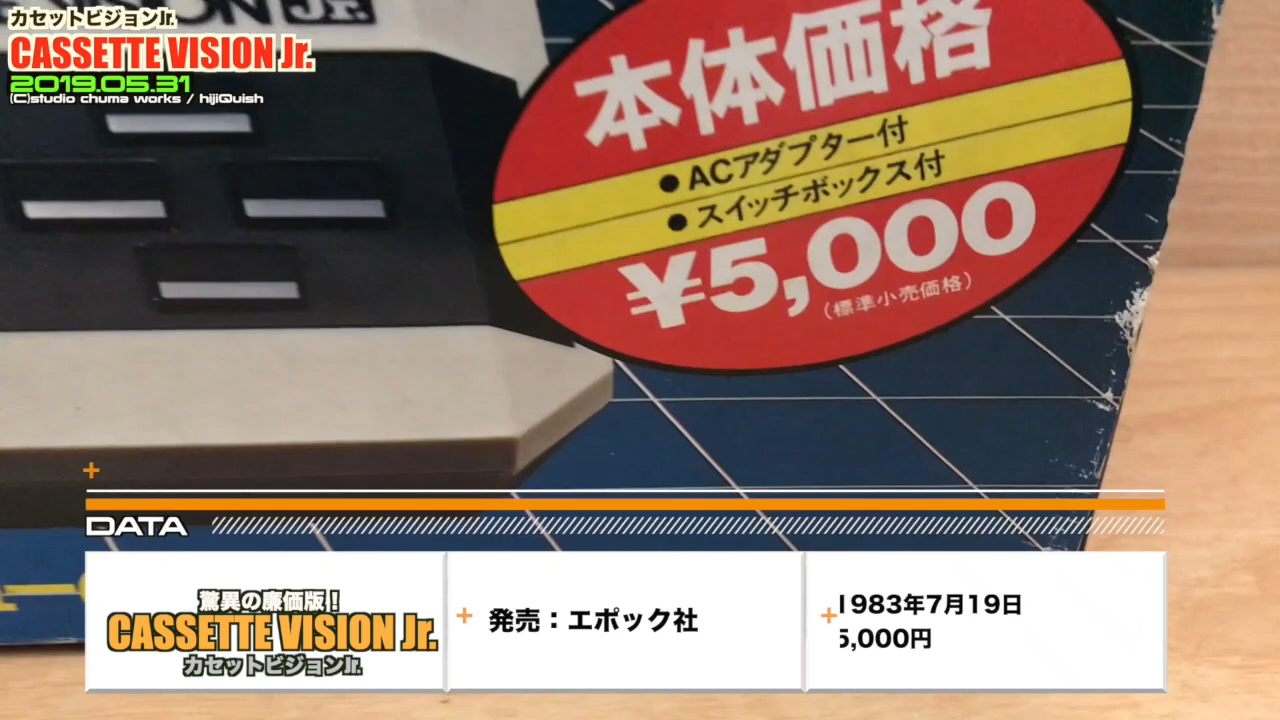 カセットビジョンJr.
CASSETTE VISION Jr.
2019.05.31
(C)studio chuma works / hijiQuish
Jr.
本体価格
●ACアダプター付
●スイッチボックス付
¥5,000
(標準小売価格)
DATA
驚異の廉価版!
CASSETTE VISION Jr.
カセットビジョンJr.
発売:エポック社
1983年7月19日
5,000円